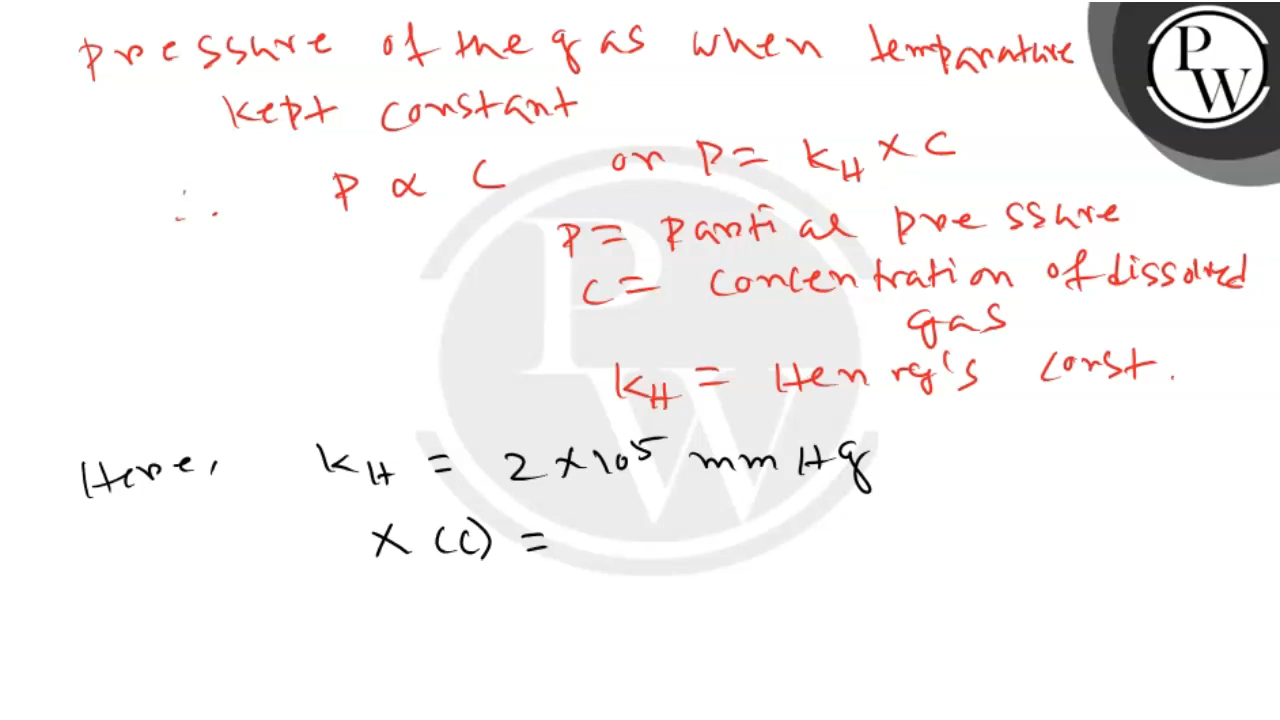 pressure of the gas when temparature
kept constant
∴ P ∝ C or P = KH × C
P = partial pressure
C = concentration of dissolved
gas
KH = Henry's const.
Here, KH = 2 × 10⁵ mm Hg
X (C) =
PW
PW